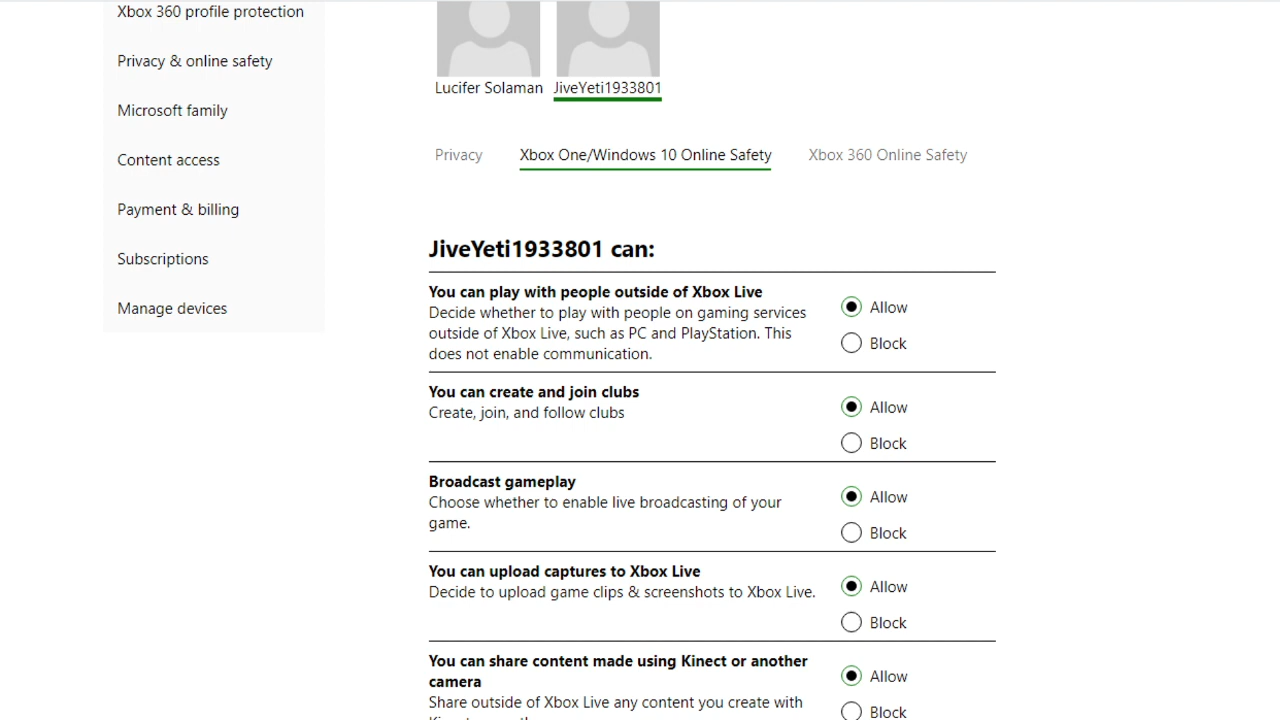 Xbox 360 profile protection
Privacy & online safety
Microsoft family
Content access
Payment & billing
Subscriptions
Manage devices
Lucifer Solaman
JiveYeti1933801
Privacy
Xbox One/Windows 10 Online Safety
Xbox 360 Online Safety
JiveYeti1933801 can:
You can play with people outside of Xbox Live
Decide whether to play with people on gaming services
outside of Xbox Live, such as PC and PlayStation. This
does not enable communication.
Allow
Block
You can create and join clubs
Create, join, and follow clubs
Allow
Block
Broadcast gameplay
Choose whether to enable live broadcasting of your
game.
Allow
Block
You can upload captures to Xbox Live
Decide to upload game clips & screenshots to Xbox Live.
Allow
Block
You can share content made using Kinect or another
camera
Share outside of Xbox Live any content you create with
Allow
Block